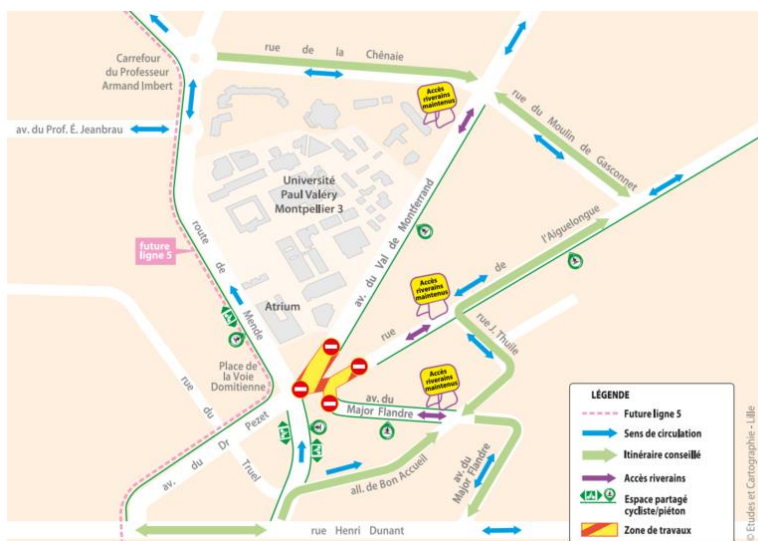 rue de la Chênaie
Carrefour
du Professeur
Armand Imbert
Accès
riverains
maintenus
rue du Moulin de Gasconnet
av. du Prof. É. Jeanbrau
Université
Paul Valéry
Montpellier 3
av. du Val de Montferrand
route de Mende
future
ligne 5
rue de l'Aiguelongue
Accès
riverains
maintenus
Atrium
rue J. Thuile
Place de
la Voie
Domitienne
Accès
riverains
maintenus
av. du
Major Flandre
rue du Truel
av. du Dr Pezet
all. de Bon Accueil
av. du
Major Flandre
rue Henri Dunant
LÉGENDE
Future ligne 5
Sens de circulation
Itinéraire conseillé
Accès riverains
Espace partagé
cycliste/piéton
Zone de travaux
© Etudes et Cartographie - Lille